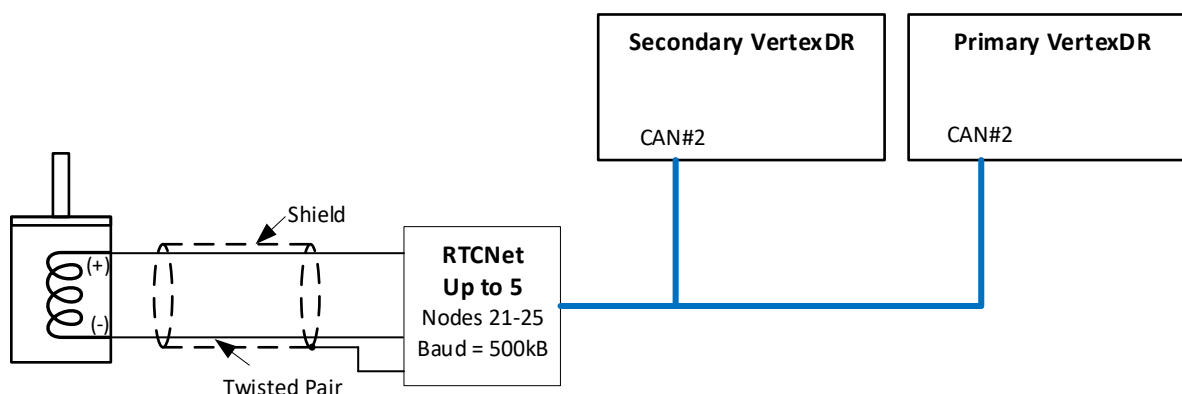 Secondary VertexDR
CAN#2
Primary VertexDR
CAN#2
Shield
(+)
(-)
Twisted Pair
RTCNet
Up to 5
Nodes 21-25
Baud = 500kB